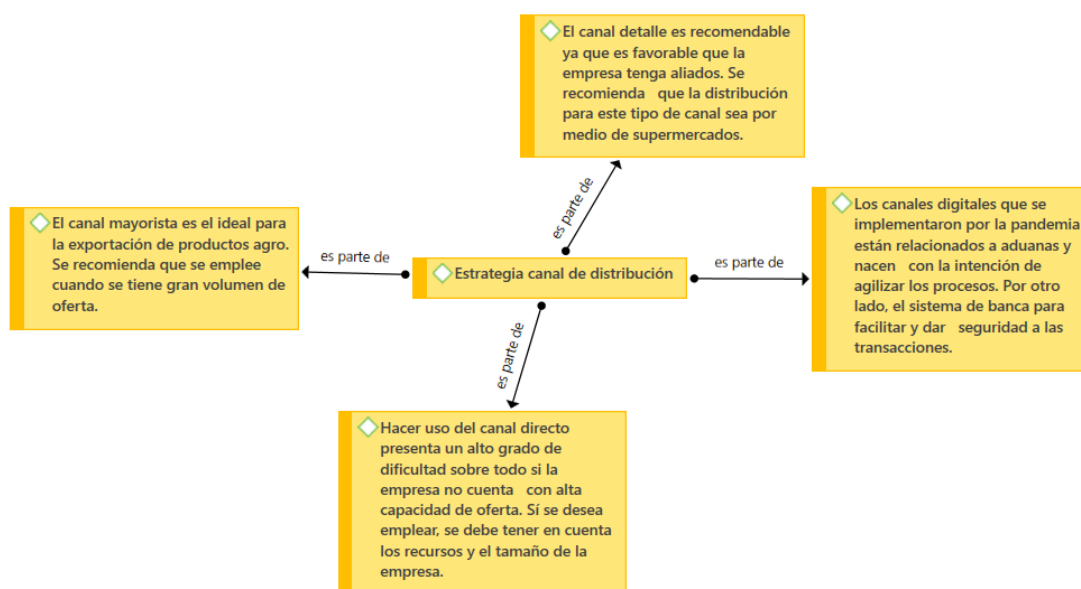 El canal detalle es recomendable
ya que es favorable que la
empresa tenga aliados. Se
recomienda que la distribución
para este tipo de canal sea por
medio de supermercados.
es parte de
El canal mayorista es el ideal para
la exportación de productos agro.
Se recomienda que se emplee
cuando se tiene gran volumen de
oferta.
es parte de
Estrategia canal de distribución
es parte de
Los canales digitales que se
implementaron por la pandemia
están relacionados a aduanas y
nacen con la intención de
agilizar los procesos. Por otro
lado, el sistema de banca para
facilitar y dar seguridad a las
transacciones.
es parte de
Hacer uso del canal directo
presenta un alto grado de
dificultad sobre todo si la
empresa no cuenta con alta
capacidad de oferta. Sí se desea
emplear, se debe tener en cuenta
los recursos y el tamaño de la
empresa.